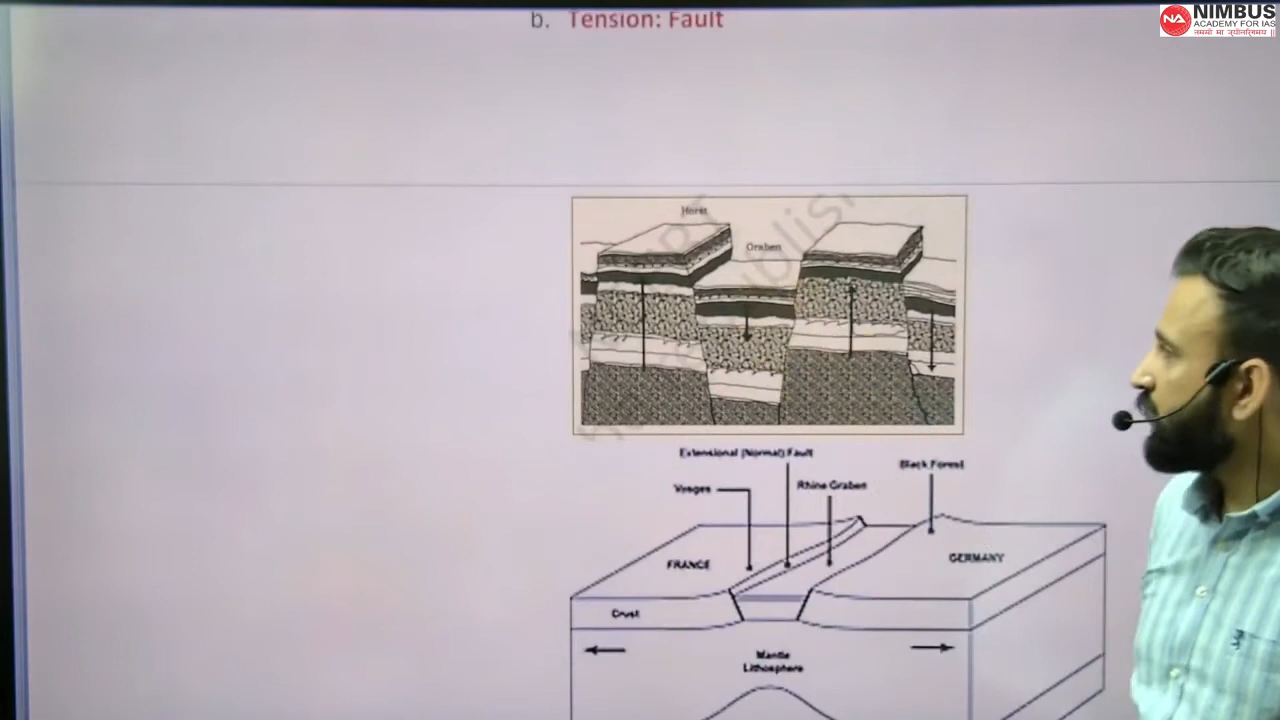 b. Tension: Fault
NIMBUS
ACADEMY FOR IAS
NA
Horst
Graben
Extensional (Normal) Fault
Black Forest
Vosges
Rhine Graben
FRANCE
GERMANY
Crust
Mantle
Lithosphere